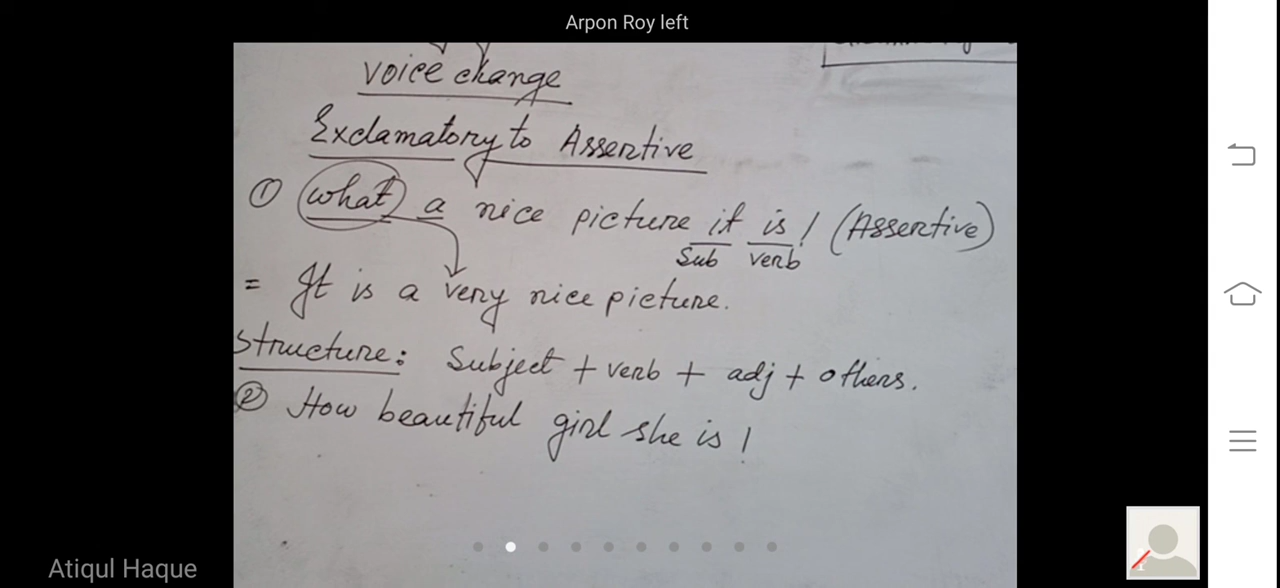 Arpon Roy left
voice change
Exclamatory to Assertive
① What a nice picture it is! (Assertive)
Sub verb
= It is a very nice picture.
Structure: Subject + verb + adj + others.
② How beautiful girl she is!
Atiqul Haque